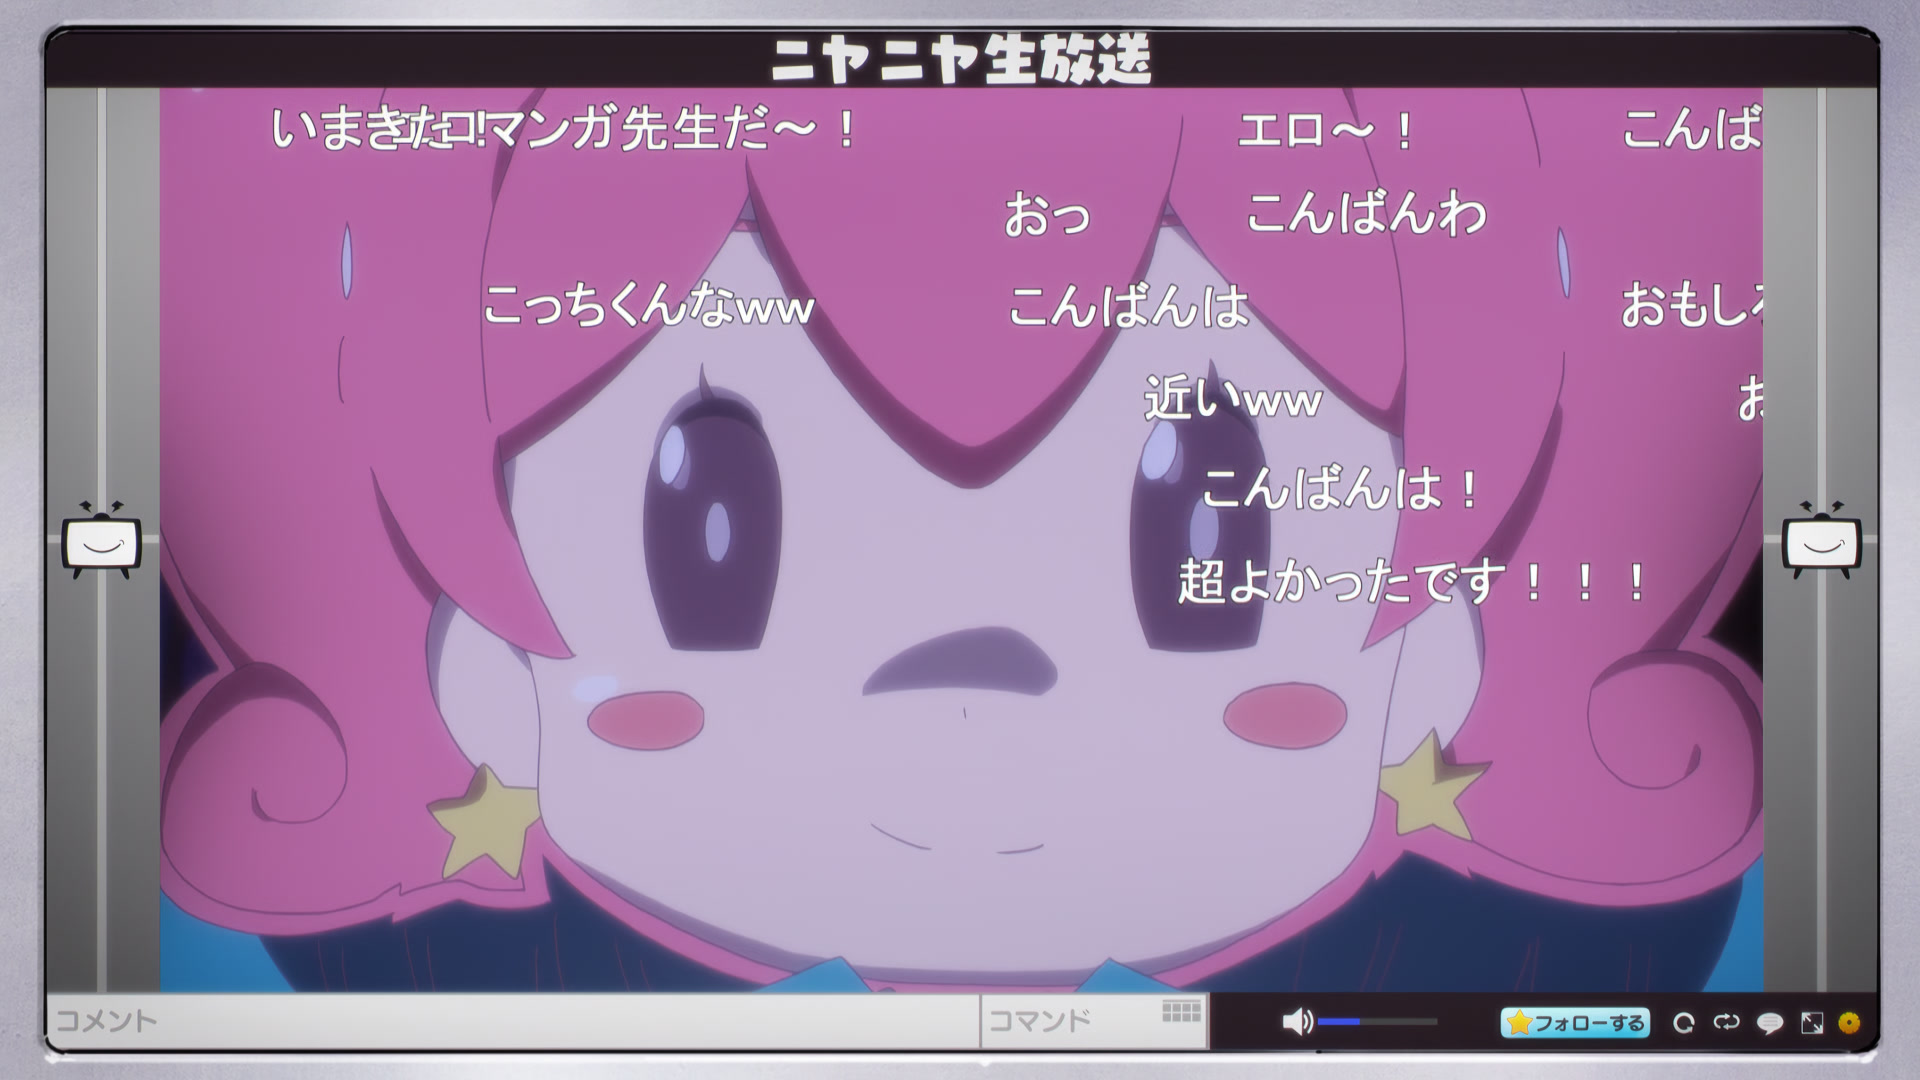 ニヤニヤ生放送
いまきた!
エロマンガ先生だ～！
エロ～！
こんば
おっ
こんばんわ
こっちくんなww
こんばんは
おもしろ
近いww
お
こんばんは！
超よかったです！！！
コメント
コマンド
フォローする